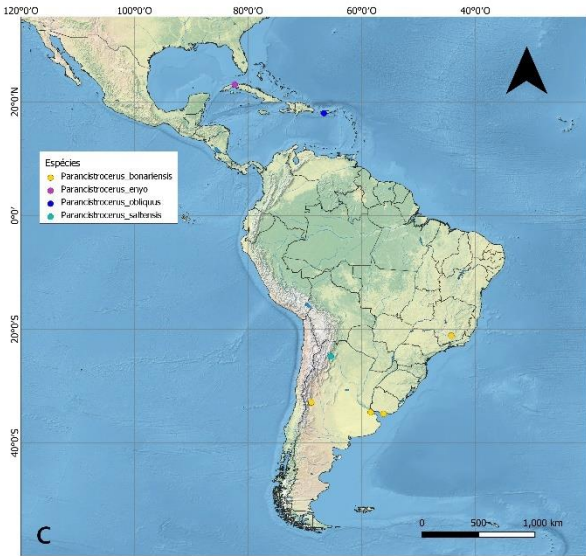 120°0'W 100°0'W 80°0'W 60°0'W 40°0'W
20°0'N
Espécies
Parancistrocerus_bonariensis
Parancistrocerus_enyo
Parancistrocerus_obliquus
Parancistrocerus_saltensis
0°0'
20°0'S
40°0'S
C
0 500 1,000 km